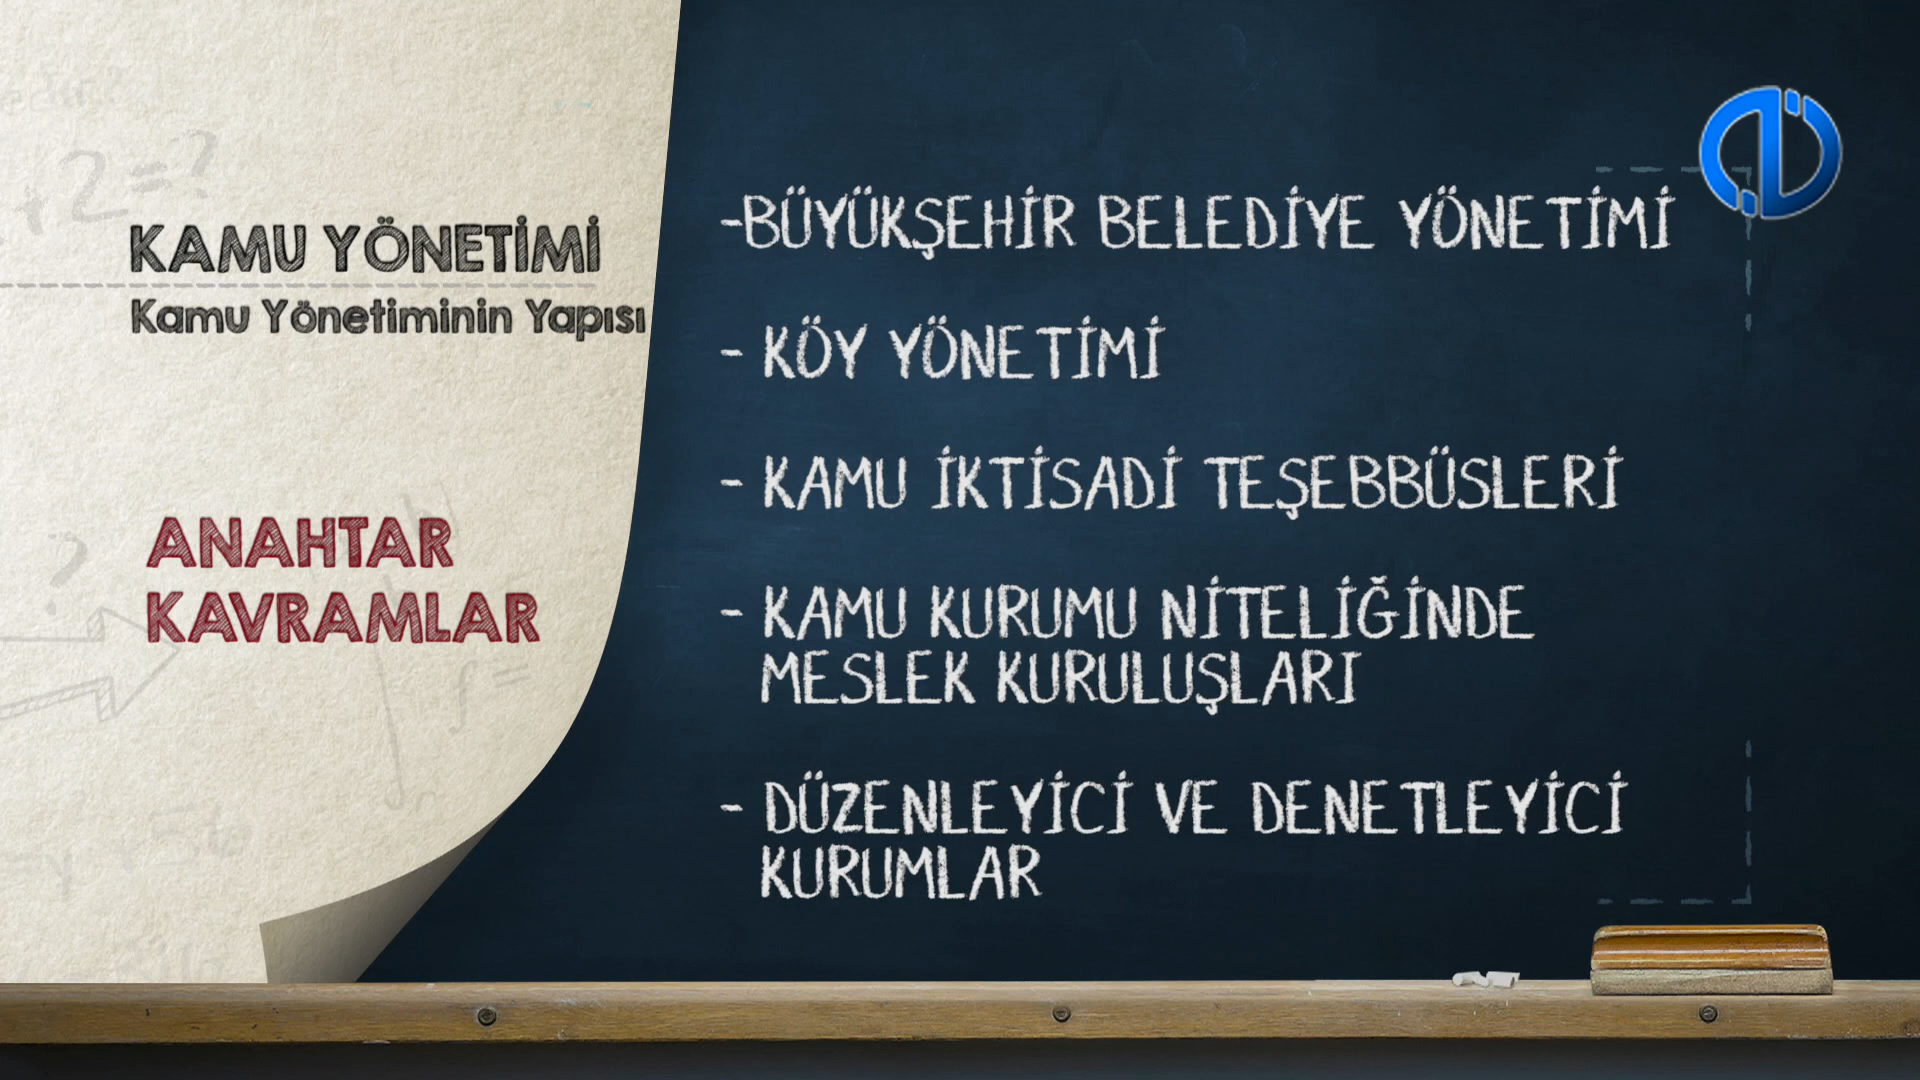 KAMU YÖNETİMİ
Kamu Yönetiminin Yapısı
ANAHTAR
KAVRAMLAR
-BÜYÜKŞEHİR BELEDİYE YÖNETİMİ
- KÖY YÖNETİMİ
- KAMU İKTİSADİ TEŞEBBÜSLERİ
- KAMU KURUMU NİTELİĞİNDE
MESLEK KURULUŞLARI
- DÜZENLEYİCİ VE DENETLEYİCİ
KURUMLAR